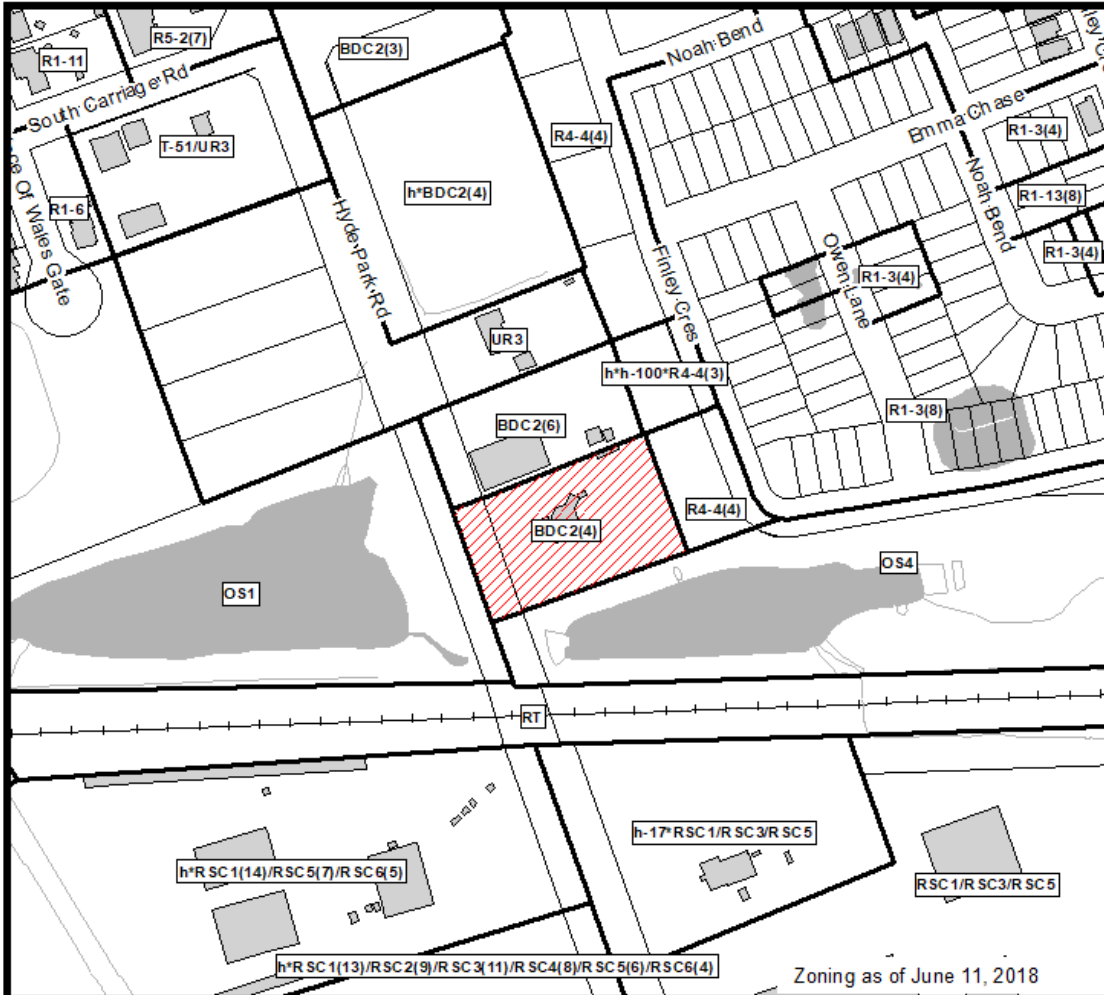 R5-2(7)
BDC2(3)
Noah Bend
R1-11
South Carriage Rd
Emma Chase
R4-4(4)
R1-3(4)
T-51/UR3
h*BDC2(4)
R1-13(8)
Noah Bend
R1-6
Of Wales Gate
Hyde Park Rd
Finley Cres
Owen Lane
R1-3(4)
R1-3(4)
UR3
h*h-100*R4-4(3)
R1-3(8)
BDC2(6)
R4-4(4)
BDC2(4)
OS1
OS4
RT
h-17*RSC1/RSC3/RSC5
h*RSC1(14)/RSC5(7)/RSC6(5)
RSC1/RSC3/RSC5
h*RSC1(13)/RSC2(9)/RSC3(11)/RSC4(8)/RSC5(6)/RSC6(4)
Zoning as of June 11, 2018